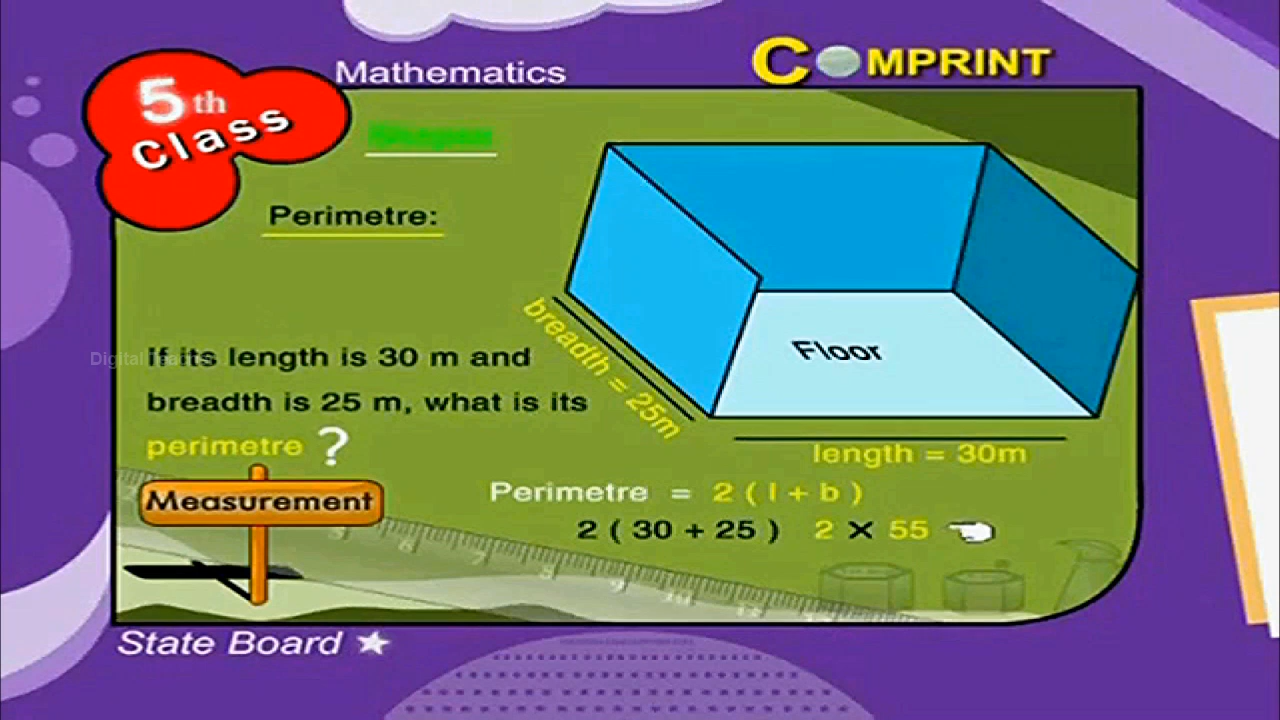 Mathematics
COMPRINT
5th
Class
Shapes
Perimetre:
If its length is 30 m and
breadth is 25 m, what is its
perimetre ?
Floor
breadth = 25m
length = 30m
Perimetre = 2 ( l + b )
2 ( 30 + 25 ) 2 × 55
Measurement
State Board